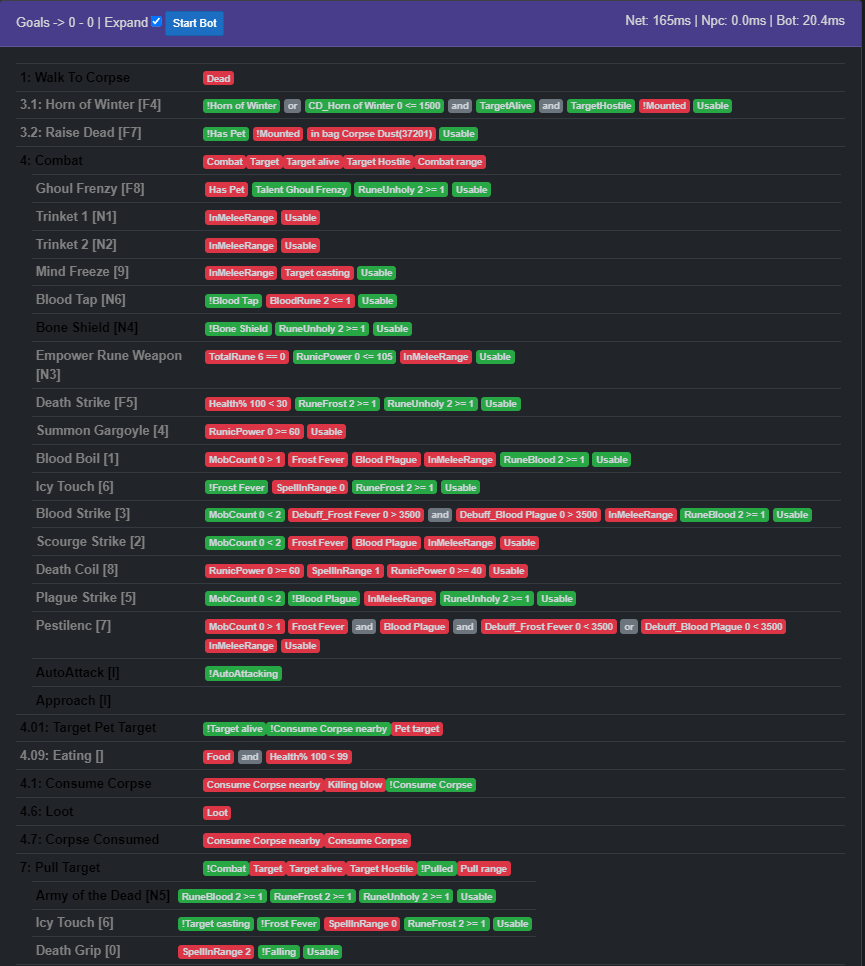 Goals -> 0 - 0 | Expand Start Bot Net: 165ms | Npc: 0.0ms | Bot: 20.4ms
1: Walk To Corpse Dead
3.1: Horn of Winter [F4] !Horn of Winter or CD_Horn of Winter 0 <= 1500 and TargetAlive and TargetHostile !Mounted Usable
3.2: Raise Dead [F7] !Has Pet !Mounted in bag Corpse Dust(37201) Usable
4: Combat Combat Target Target alive Target Hostile Combat range
Ghoul Frenzy [F8] Has Pet Talent Ghoul Frenzy RuneUnholy 2 >= 1 Usable
Trinket 1 [N1] InMeleeRange Usable
Trinket 2 [N2] InMeleeRange Usable
Mind Freeze [9] InMeleeRange Target casting Usable
Blood Tap [N6] !Blood Tap BloodRune 2 <= 1 Usable
Bone Shield [N4] !Bone Shield RuneUnholy 2 >= 1 Usable
Empower Rune Weapon TotalRune 6 == 0 RunicPower 0 <= 105 InMeleeRange Usable
[N3]
Death Strike [F5] Health% 100 < 30 RuneFrost 2 >= 1 RuneUnholy 2 >= 1 Usable
Summon Gargoyle [4] RunicPower 0 >= 60 Usable
Blood Boil [1] MobCount 0 > 1 Frost Fever Blood Plague InMeleeRange RuneBlood 2 >= 1 Usable
Icy Touch [6] !Frost Fever SpellInRange 0 RuneFrost 2 >= 1 Usable
Blood Strike [3] MobCount 0 < 2 Debuff_Frost Fever 0 > 3500 and Debuff_Blood Plague 0 > 3500 InMeleeRange RuneBlood 2 >= 1 Usable
Scourge Strike [2] MobCount 0 < 2 Frost Fever Blood Plague InMeleeRange Usable
Death Coil [8] RunicPower 0 >= 60 SpellInRange 1 RunicPower 0 >= 40 Usable
Plague Strike [5] MobCount 0 < 2 !Blood Plague InMeleeRange RuneUnholy 2 >= 1 Usable
Pestilenc [7] MobCount 0 > 1 Frost Fever and Blood Plague and Debuff_Frost Fever 0 < 3500 or Debuff_Blood Plague 0 < 3500
InMeleeRange Usable
AutoAttack [I] !AutoAttacking
Approach [I]
4.01: Target Pet Target !Target alive !Consume Corpse nearby Pet target
4.09: Eating [] Food and Health% 100 < 99
4.1: Consume Corpse Consume Corpse nearby Killing blow !Consume Corpse
4.6: Loot Loot
4.7: Corpse Consumed Consume Corpse nearby Consume Corpse
7: Pull Target !Combat Target Target alive Target Hostile !Pulled Pull range
Army of the Dead [N5] RuneBlood 2 >= 1 RuneFrost 2 >= 1 RuneUnholy 2 >= 1 Usable
Icy Touch [6] !Target casting !Frost Fever SpellInRange 0 RuneFrost 2 >= 1 Usable
Death Grip [0] SpellInRange 2 !Falling Usable